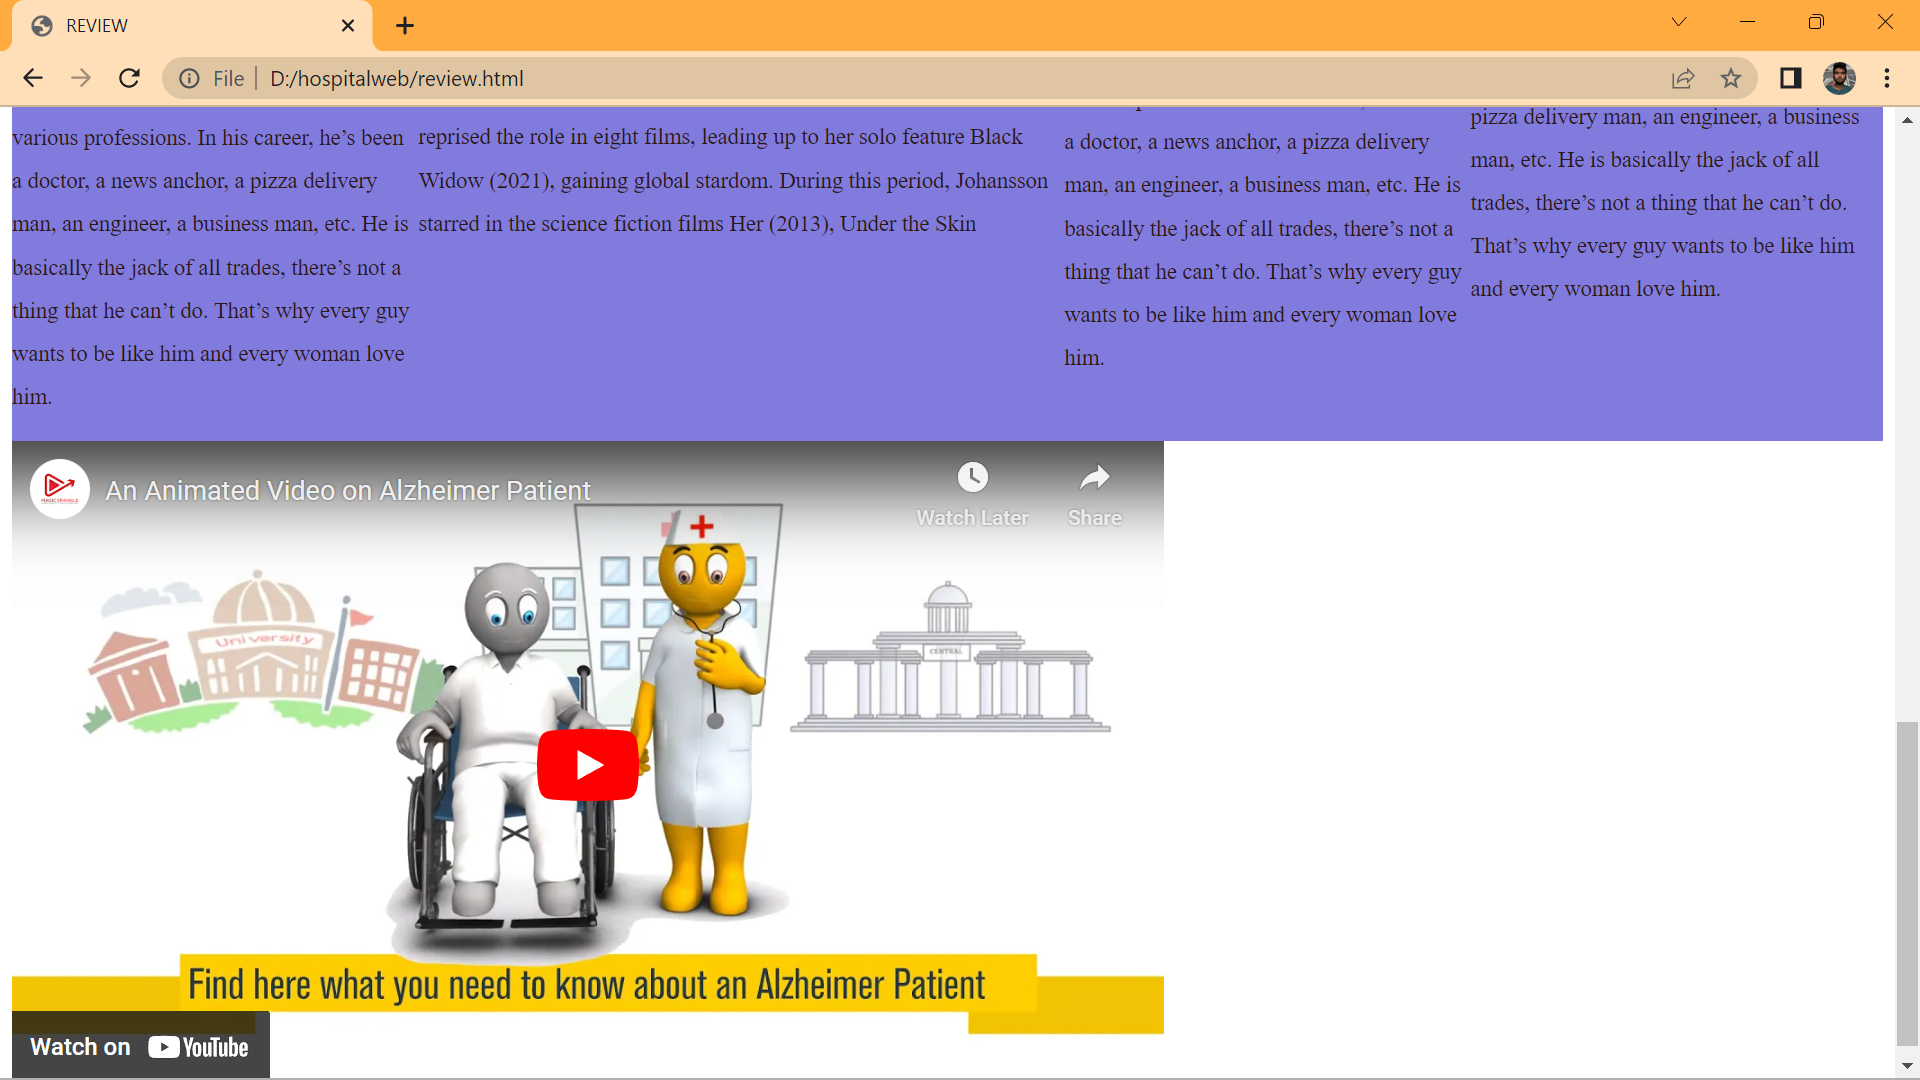 REVIEW
File
D:/hospitalweb/review.html
various professions. In his career, he’s been
a doctor, a news anchor, a pizza delivery
man, an engineer, a business man, etc. He is
basically the jack of all trades, there’s not a
thing that he can’t do. That’s why every guy
wants to be like him and every woman love
him.
reprised the role in eight films, leading up to her solo feature Black
Widow (2021), gaining global stardom. During this period, Johansson
starred in the science fiction films Her (2013), Under the Skin
a doctor, a news anchor, a pizza delivery
man, an engineer, a business man, etc. He is
basically the jack of all trades, there’s not a
thing that he can’t do. That’s why every guy
wants to be like him and every woman love
him.
pizza delivery man, an engineer, a business
man, etc. He is basically the jack of all
trades, there’s not a thing that he can’t do.
That’s why every guy wants to be like him
and every woman love him.
An Animated Video on Alzheimer Patient
Watch Later
Share
University
CENTRAL
Find here what you need to know about an Alzheimer Patient
Watch on YouTube